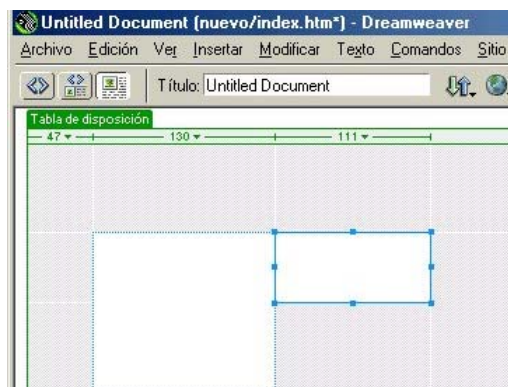 Untitled Document (nuevo/index.htm*) - Dreamweaver
Archivo Edición Ver Insertar Modificar Texto Comandos Sitio
Título: Untitled Document
Tabla de disposición
47 130 111